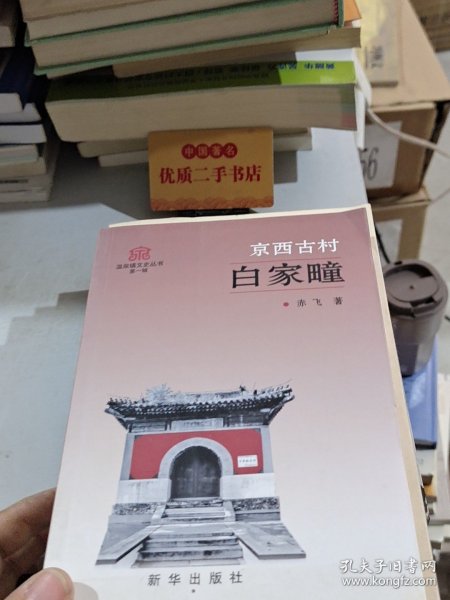 中国著名
优质二手书店
温泉镇文史丛书
第一辑
京西古村
白家疃
赤飞 著
新华出版社
孔夫子旧书网
www.kongfz.com
56